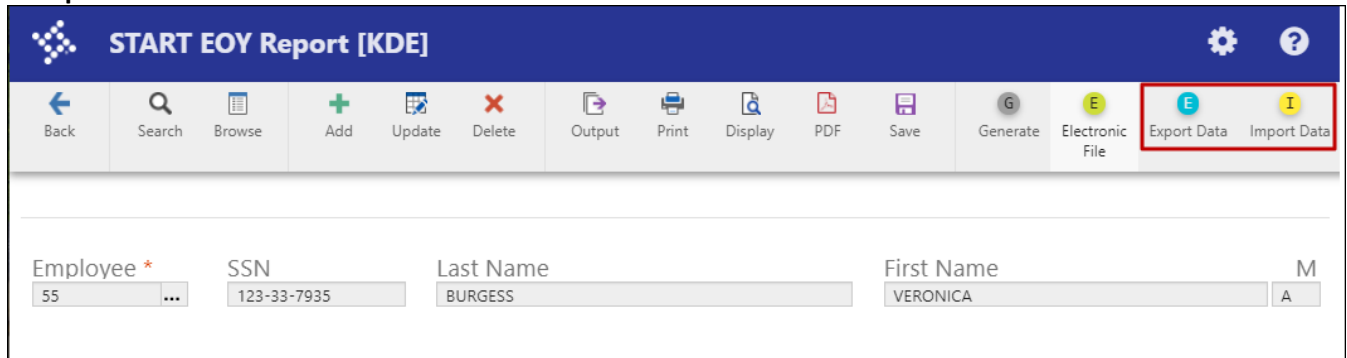 START EOY Report [KDE]
G E E I
Back Search Browse Add Update Delete Output Print Display PDF Save Generate Electronic Export Data Import Data
File
Employee * SSN Last Name First Name M
55 ... 123-33-7935 BURGESS VERONICA A